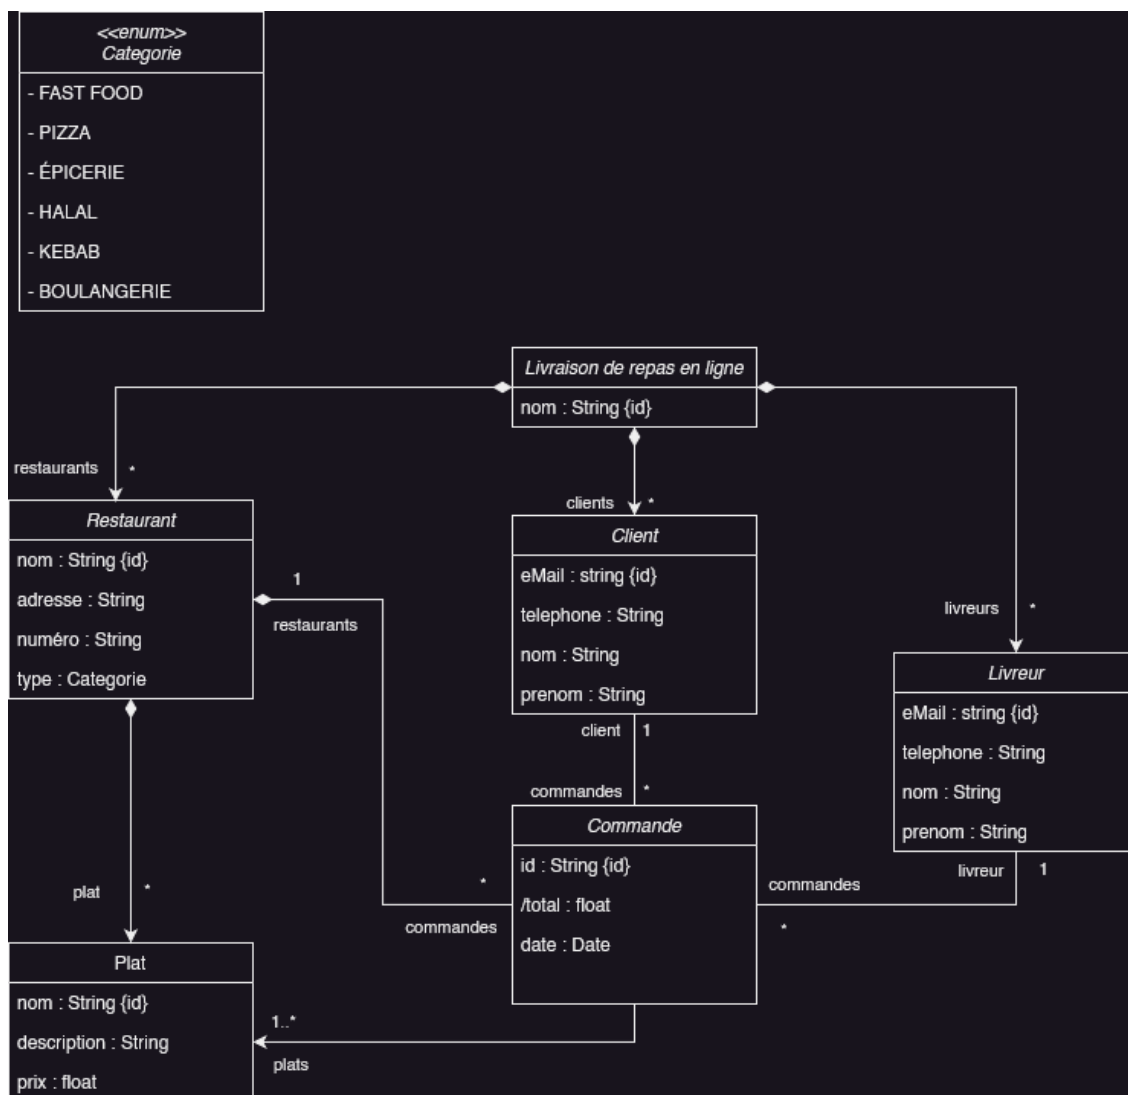 <<enum>>
Categorie
- FAST FOOD
- PIZZA
- ÉPICERIE
- HALAL
- KEBAB
- BOULANGERIE
Livraison de repas en ligne
nom : String {id}
restaurants *
clients *
livreurs *
Restaurant
nom : String {id}
adresse : String
numéro : String
type : Categorie
1
restaurants
Client
eMail : string {id}
telephone : String
nom : String
prenom : String
client 1
commandes *
Livreur
eMail : string {id}
telephone : String
nom : String
prenom : String
livreur 1
commandes
*
Commande
id : String {id}
/total : float
date : Date
*
commandes
plat *
Plat
nom : String {id}
description : String
prix : float
1..*
plats